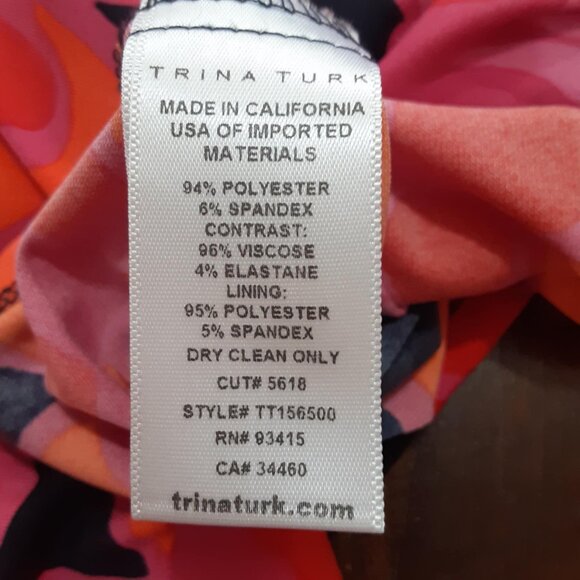 TRINA TURK
MADE IN CALIFORNIA
USA OF IMPORTED
MATERIALS
94% POLYESTER
6% SPANDEX
CONTRAST:
96% VISCOSE
4% ELASTANE
LINING:
95% POLYESTER
5% SPANDEX
DRY CLEAN ONLY
CUT# 5618
STYLE# TT156500
RN# 93415
CA# 34460
trinaturk.com